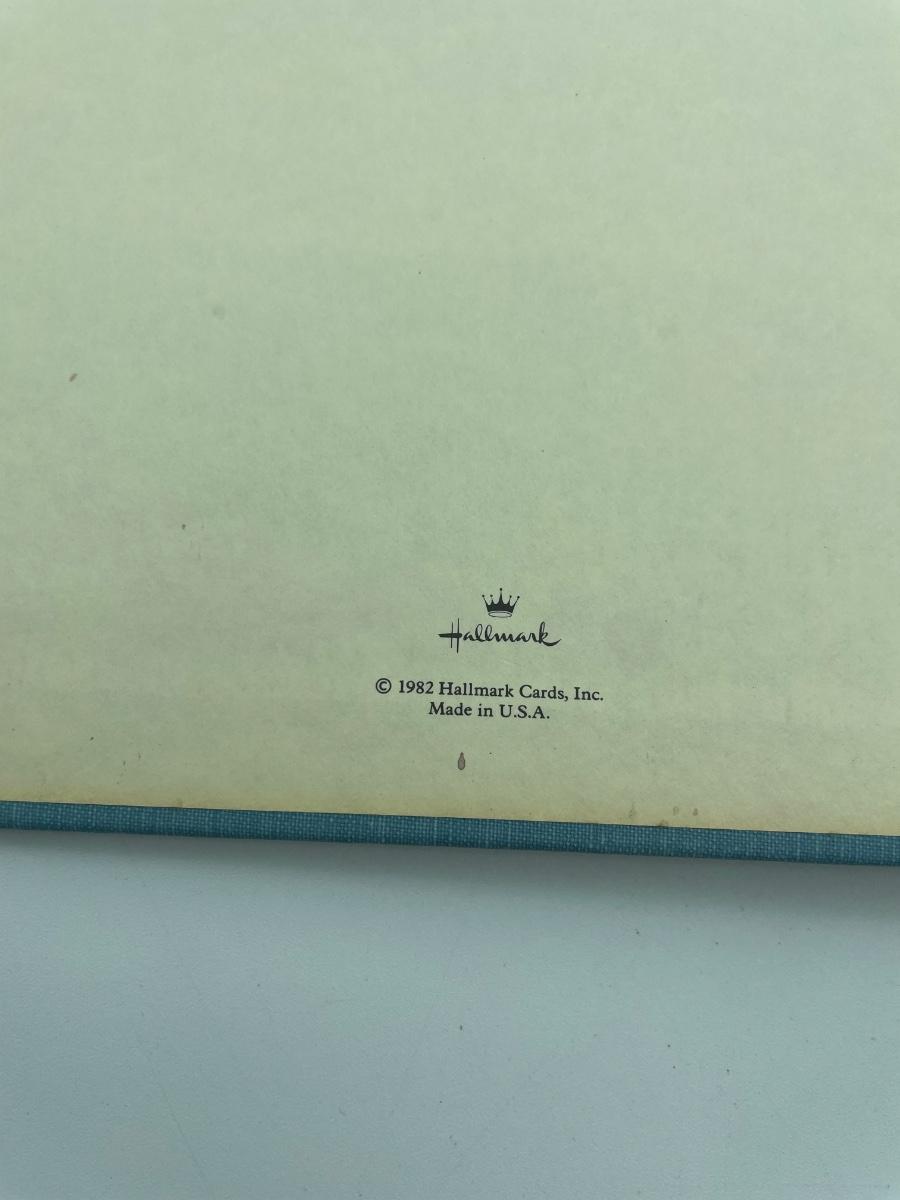 Hallmark
© 1982 Hallmark Cards, Inc.
Made in U.S.A.